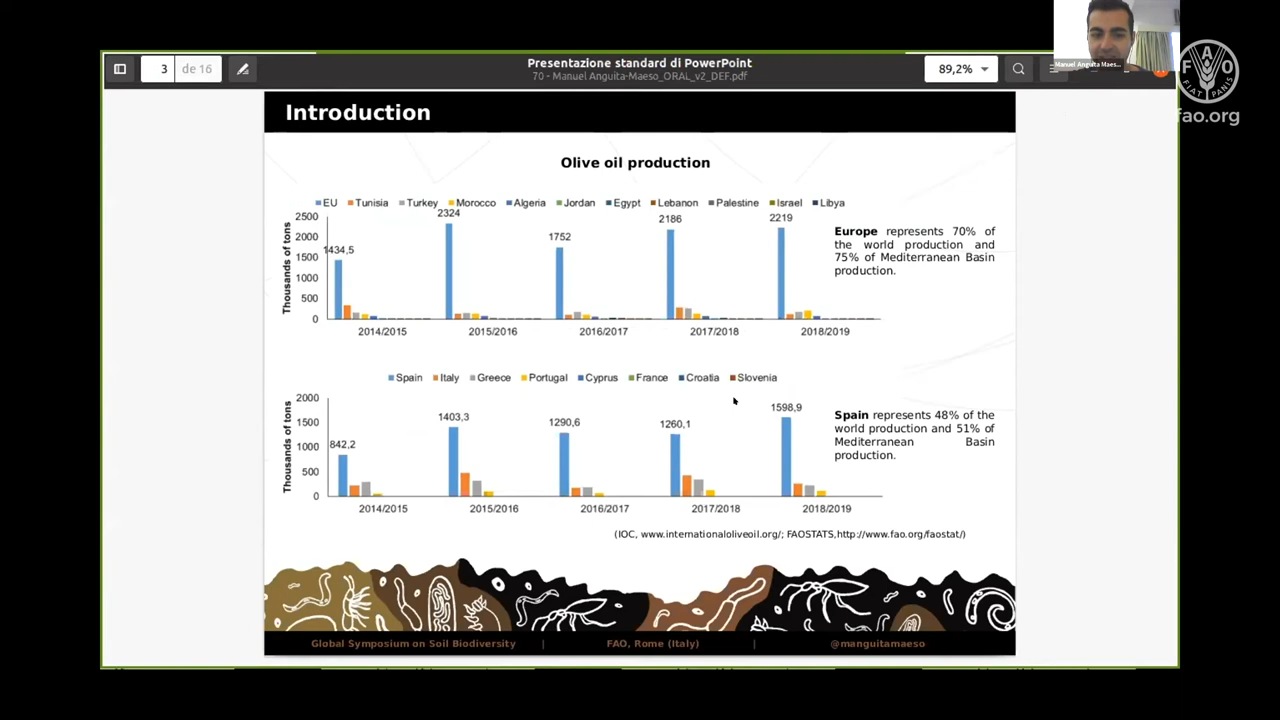 3 de 16
Presentazione standard di PowerPoint
70 - Manuel Anguita-Maeso_ORAL_v2_DEF.pdf
89,2%
Manuel Anguita Maes...
FAO
FIAT PANIS
fao.org
Introduction
Olive oil production
EU Tunisia Turkey Morocco Algeria Jordan Egypt Lebanon Palestine Israel Libya
Thousands of tons
2500
2000
1500
1000
500
0
1434,5
2324
1752
2186
2219
2014/2015 2015/2016 2016/2017 2017/2018 2018/2019
Europe represents 70% of
the world production and
75% of Mediterranean Basin
production.
Spain Italy Greece Portugal Cyprus France Croatia Slovenia
Thousands of tons
2000
1500
1000
500
0
842,2
1403,3
1290,6
1260,1
1598,9
2014/2015 2015/2016 2016/2017 2017/2018 2018/2019
Spain represents 48% of the
world production and 51% of
Mediterranean Basin
production.
(IOC, www.internationaloliveoil.org/; FAOSTATS,http://www.fao.org/faostat/)
Global Symposium on Soil Biodiversity | FAO, Rome (Italy) | @manguitamaeso